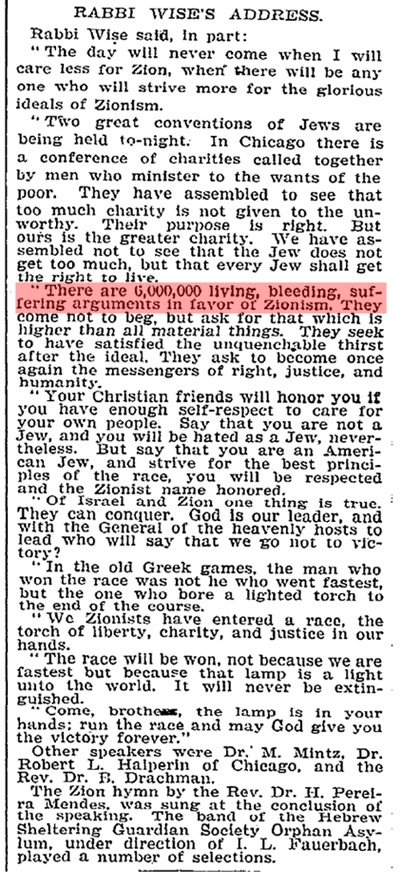 RABBI WISE'S ADDRESS.
Rabbi Wise said, in part:
"The day will never come when I will
care less for Zion, when there will be any
one who will strive more for the glorious
ideals of Zionism.
"Two great conventions of Jews are
being held to-night. In Chicago there is
a conference of charities called together
by men who minister to the wants of the
poor. They have assembled to see that
too much charity is not given to the un-
worthy. Their purpose is right. But
ours is the greater charity. We have as-
sembled not to see that the Jew does not
get too much, but that every Jew shall get
the right to live.
"There are 6,000,000 living, bleeding, suf-
fering arguments in favor of Zionism. They
come not to beg, but ask for that which is
higher than all material things. They seek
to have satisfied the unquenchable thirst
after the ideal. They ask to become once
again the messengers of right, justice, and
humanity.
"Your Christian friends will honor you if
you have enough self-respect to care for
your own people. Say that you are not a
Jew, and you will be hated as a Jew, never-
theless. But say that you are an Ameri-
can Jew, and strive for the best princi-
ples of the race, you will be respected
and the Zionist name honored.
"Of Israel and Zion one thing is true.
They can conquer. God is our leader, and
with the General of the heavenly hosts to
lead who will say that we go not to vic-
tory?
"In the old Greek games, the man who
won the race was not he who went fastest,
but the one who bore a lighted torch to
the end of the course.
"We Zionists have entered a race, the
torch of liberty, charity, and justice in our
hands.
"The race will be won, not because we are
fastest but because that lamp is a light
unto the world. It will never be extin-
guished.
"Come, brothers, the lamp is in your
hands; run the race and may God give you
the victory forever."
Other speakers were Dr. M. Mintz, Dr.
Robert L. Halperin of Chicago, and the
Rev. Dr. B. Drachman.
The Zion hymn by the Rev. Dr. H. Perei-
ra Mendes, was sung at the conclusion of
the speaking. The band of the Hebrew
Sheltering Guardian Society Orphan Asy-
lum, under direction of I. L. Fauerbach,
played a number of selections.